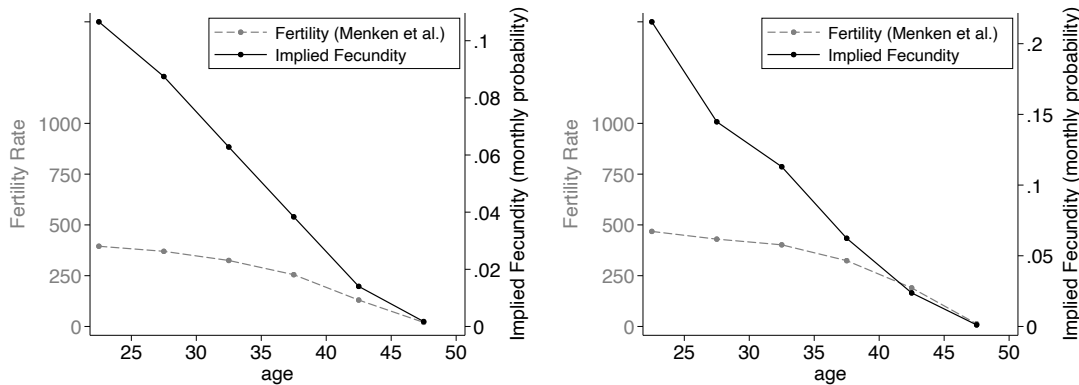 Fertility (Menken et al.)
Implied Fecundity
Fertility Rate
1000
750
500
250
0
.1
.08
.06
.04
.02
0
Implied Fecundity (monthly probability)
25 30 35 40 45 50
age
Fertility (Menken et al.)
Implied Fecundity
Fertility Rate
1000
750
500
250
0
.2
.15
.1
.05
0
Implied Fecundity (monthly probability)
25 30 35 40 45 50
age